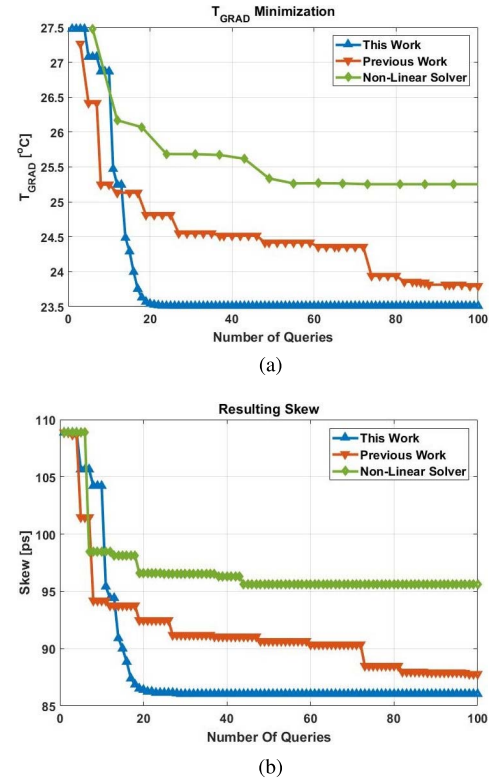 T_GRAD Minimization
27.5
27
26.5
26
25.5
25
24.5
24
23.5
T_GRAD [°C]
This Work
Previous Work
Non-Linear Solver
0 20 40 60 80 100
Number of Queries
(a)
Resulting Skew
110
105
100
95
90
85
Skew [ps]
This Work
Previous Work
Non-Linear Solver
0 20 40 60 80 100
Number Of Queries
(b)